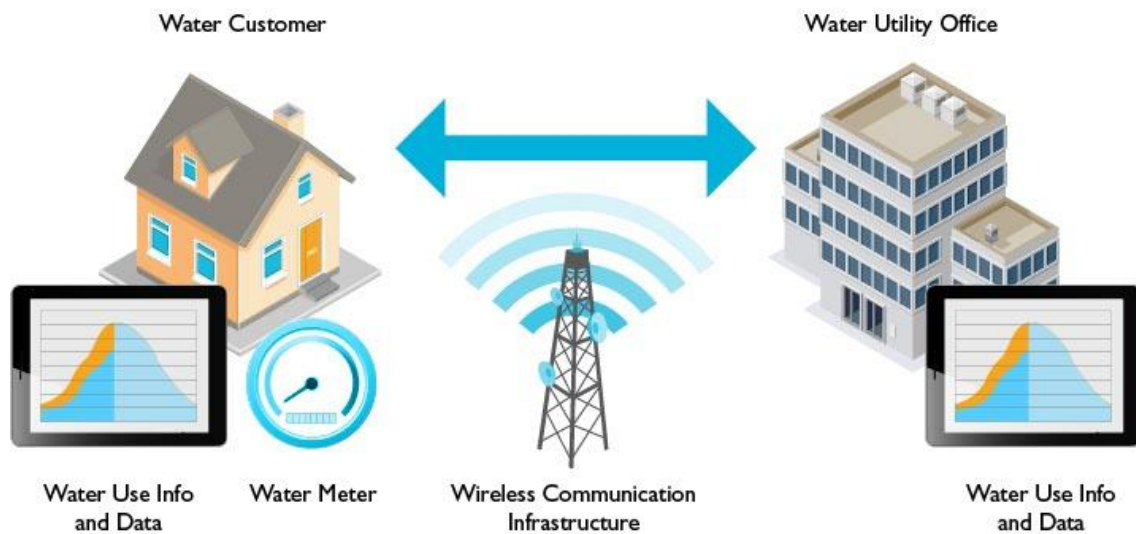 Water Customer
Water Utility Office
Water Use Info
and Data
Water Meter
Wireless Communication
Infrastructure
Water Use Info
and Data